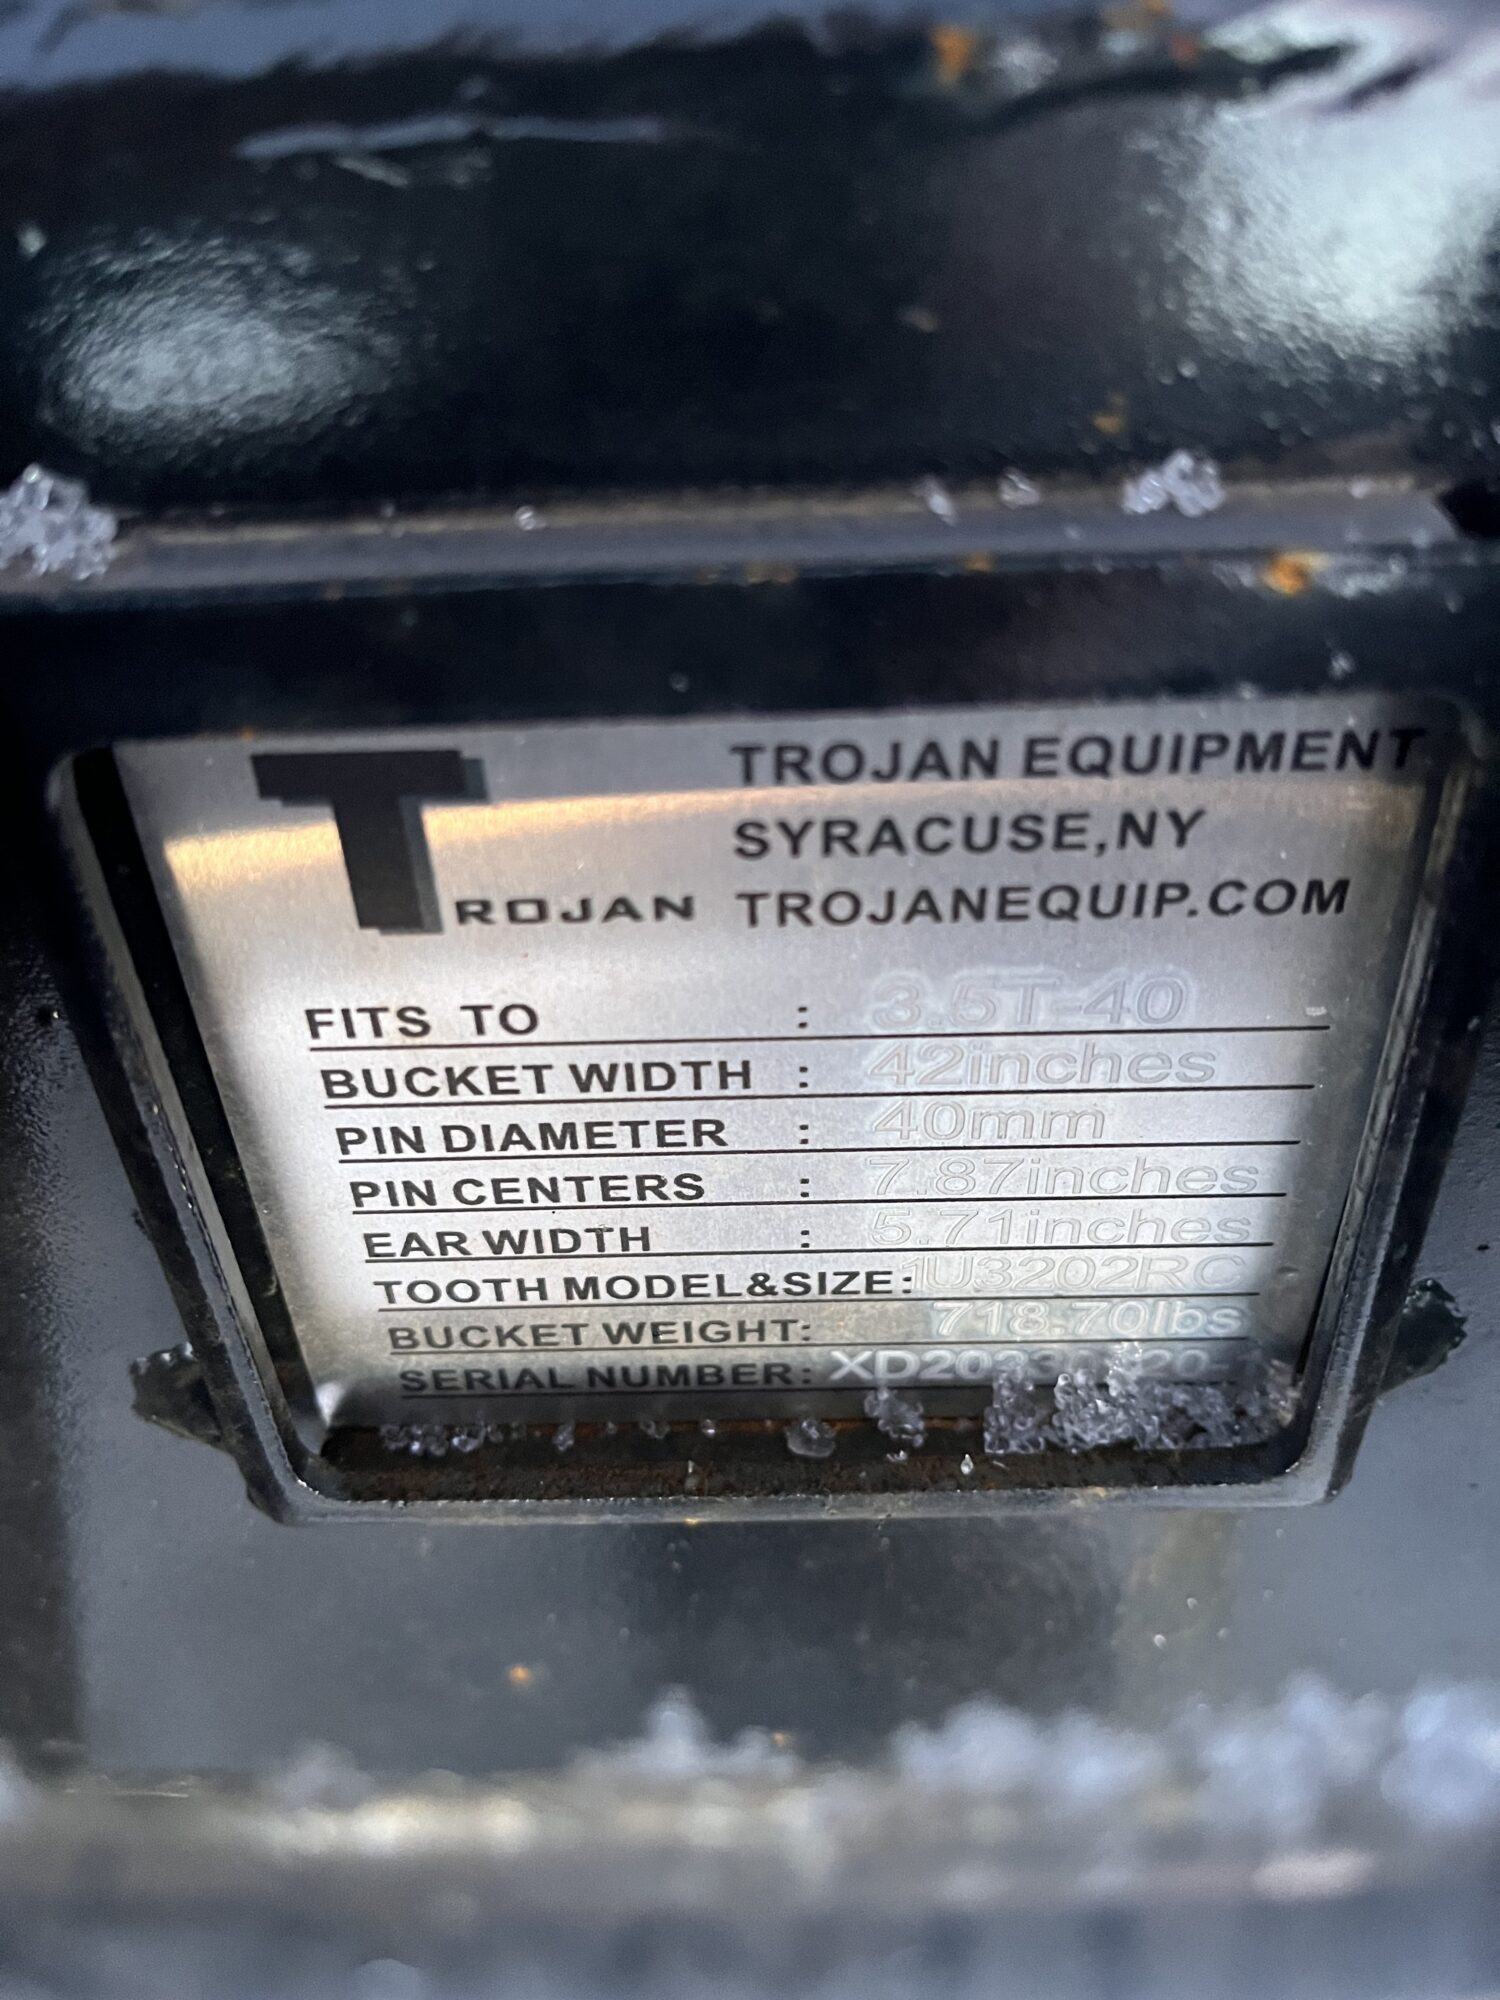 TROJAN EQUIPMENT
SYRACUSE,NY
TROJAN TROJANEQUIP.COM
FITS TO : 3.5T-40
BUCKET WIDTH : 42inches
PIN DIAMETER : 40mm
PIN CENTERS : 7.87inches
EAR WIDTH : 5.71inches
TOOTH MODEL&SIZE: 1U3202RC
BUCKET WEIGHT: 718.70lbs
SERIAL NUMBER: